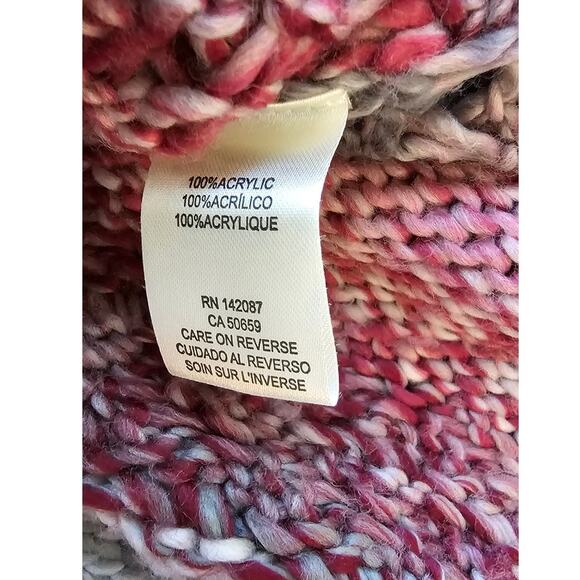 100%ACRYLIC
100%ACRÍLICO
100%ACRYLIQUE
RN 142087
CA 50659
CARE ON REVERSE
CUIDADO AL REVERSO
SOIN SUR L'INVERSE